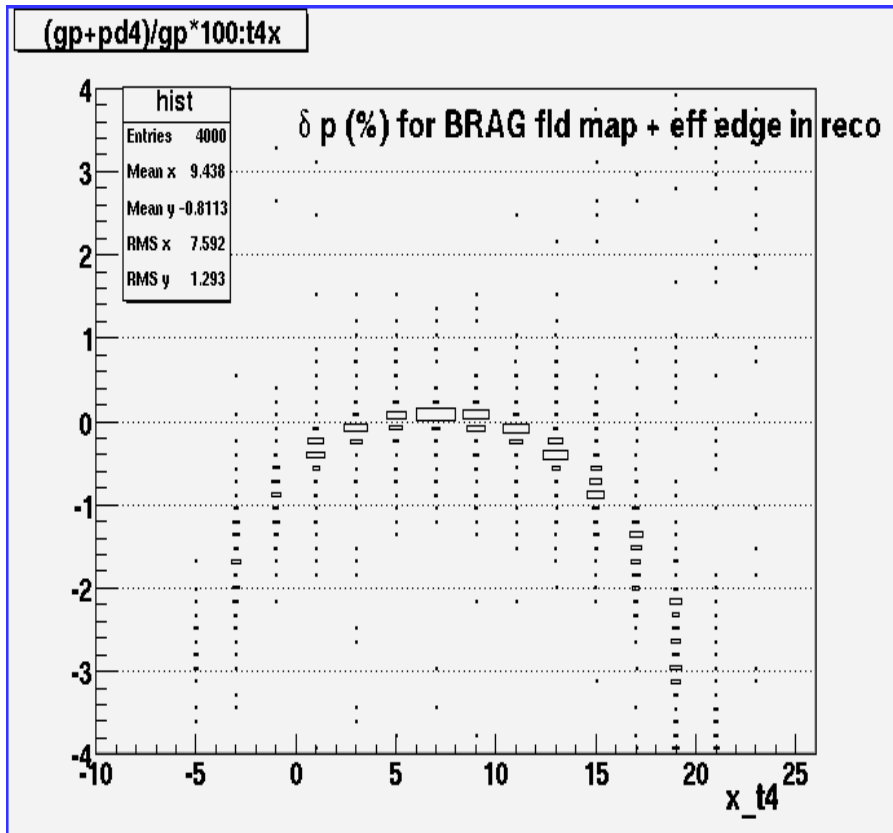 (gp+pd4)/gp*100:t4x
hist
Entries 4000
Mean x 9.438
Mean y -0.8113
RMS x 7.592
RMS y 1.293
δ p (%) for BRAG fld map + eff edge in reco
4
3
2
1
0
-1
-2
-3
-4
-10 -5 0 5 10 15 20 25
x_t4